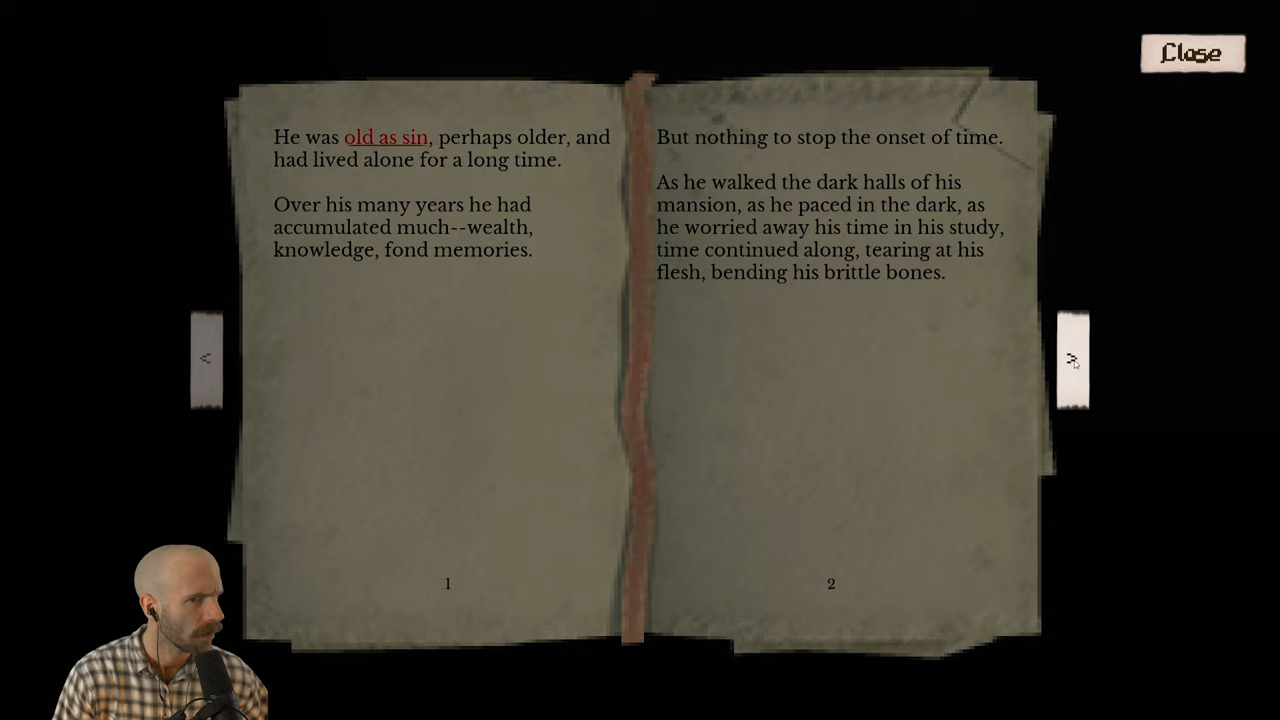 Close
He was old as sin, perhaps older, and
had lived alone for a long time.
Over his many years he had
accumulated much--wealth,
knowledge, fond memories.
1
But nothing to stop the onset of time.
As he walked the dark halls of his
mansion, as he paced in the dark, as
he worried away his time in his study,
time continued along, tearing at his
flesh, bending his brittle bones.
2
<
>